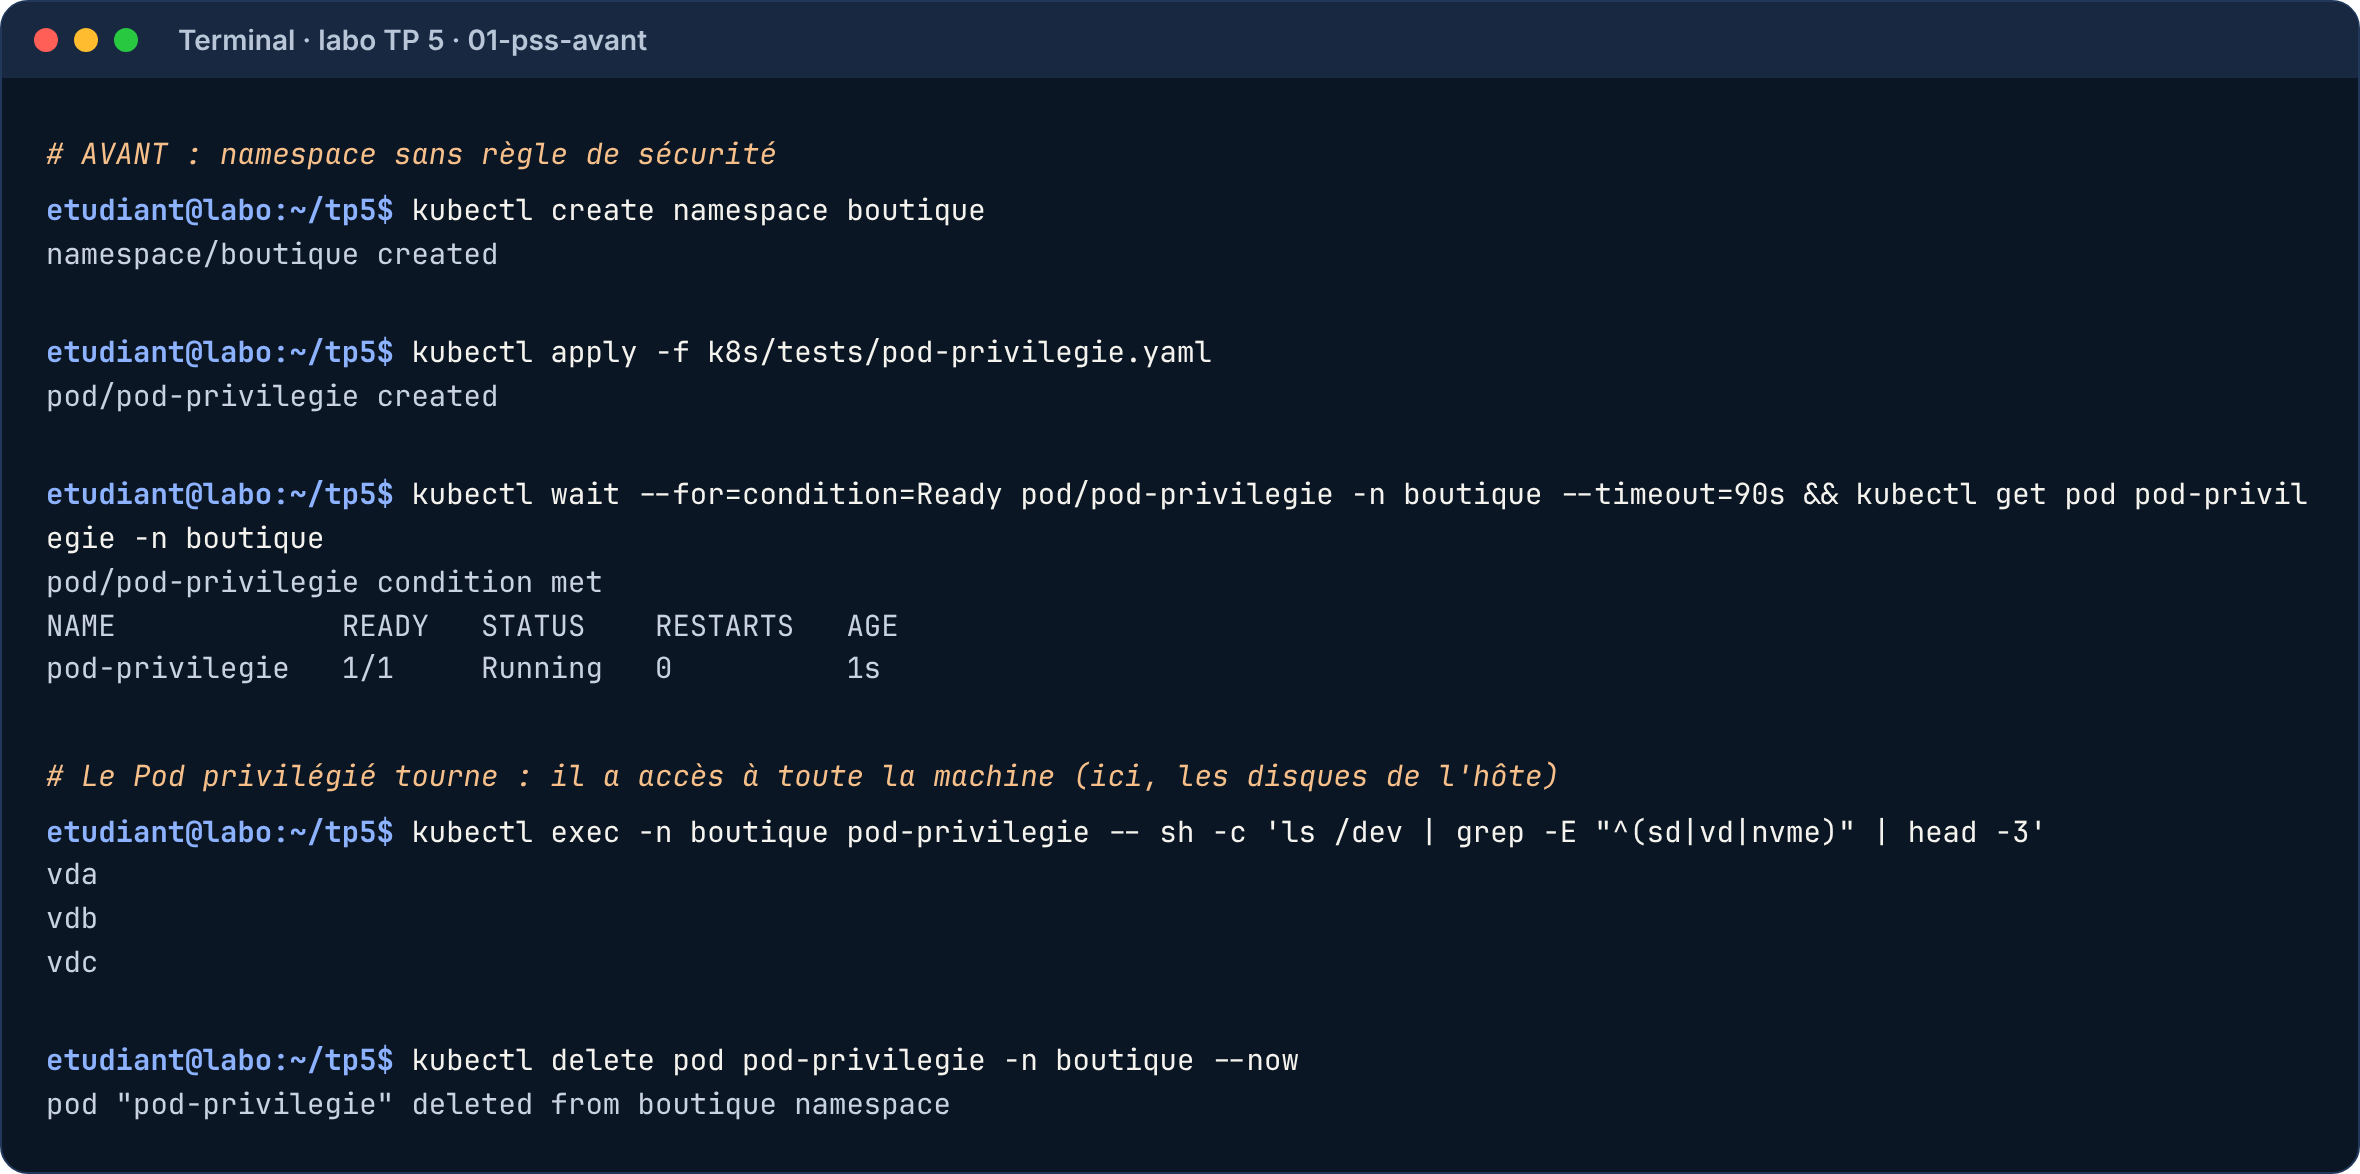 Terminal · labo TP 5 · 01-pss-avant
# AVANT : namespace sans règle de sécurité
etudiant@labo:~/tp5$ kubectl create namespace boutique
namespace/boutique created
etudiant@labo:~/tp5$ kubectl apply -f k8s/tests/pod-privilegie.yaml
pod/pod-privilegie created
etudiant@labo:~/tp5$ kubectl wait --for=condition=Ready pod/pod-privilegie -n boutique --timeout=90s && kubectl get pod pod-privil
egie -n boutique
pod/pod-privilegie condition met
NAME             READY   STATUS    RESTARTS   AGE
pod-privilegie   1/1     Running   0          1s
# Le Pod privilégié tourne : il a accès à toute la machine (ici, les disques de l'hôte)
etudiant@labo:~/tp5$ kubectl exec -n boutique pod-privilegie -- sh -c 'ls /dev | grep -E "^(sd|vd|nvme)" | head -3'
vda
vdb
vdc
etudiant@labo:~/tp5$ kubectl delete pod pod-privilegie -n boutique --now
pod "pod-privilegie" deleted from boutique namespace